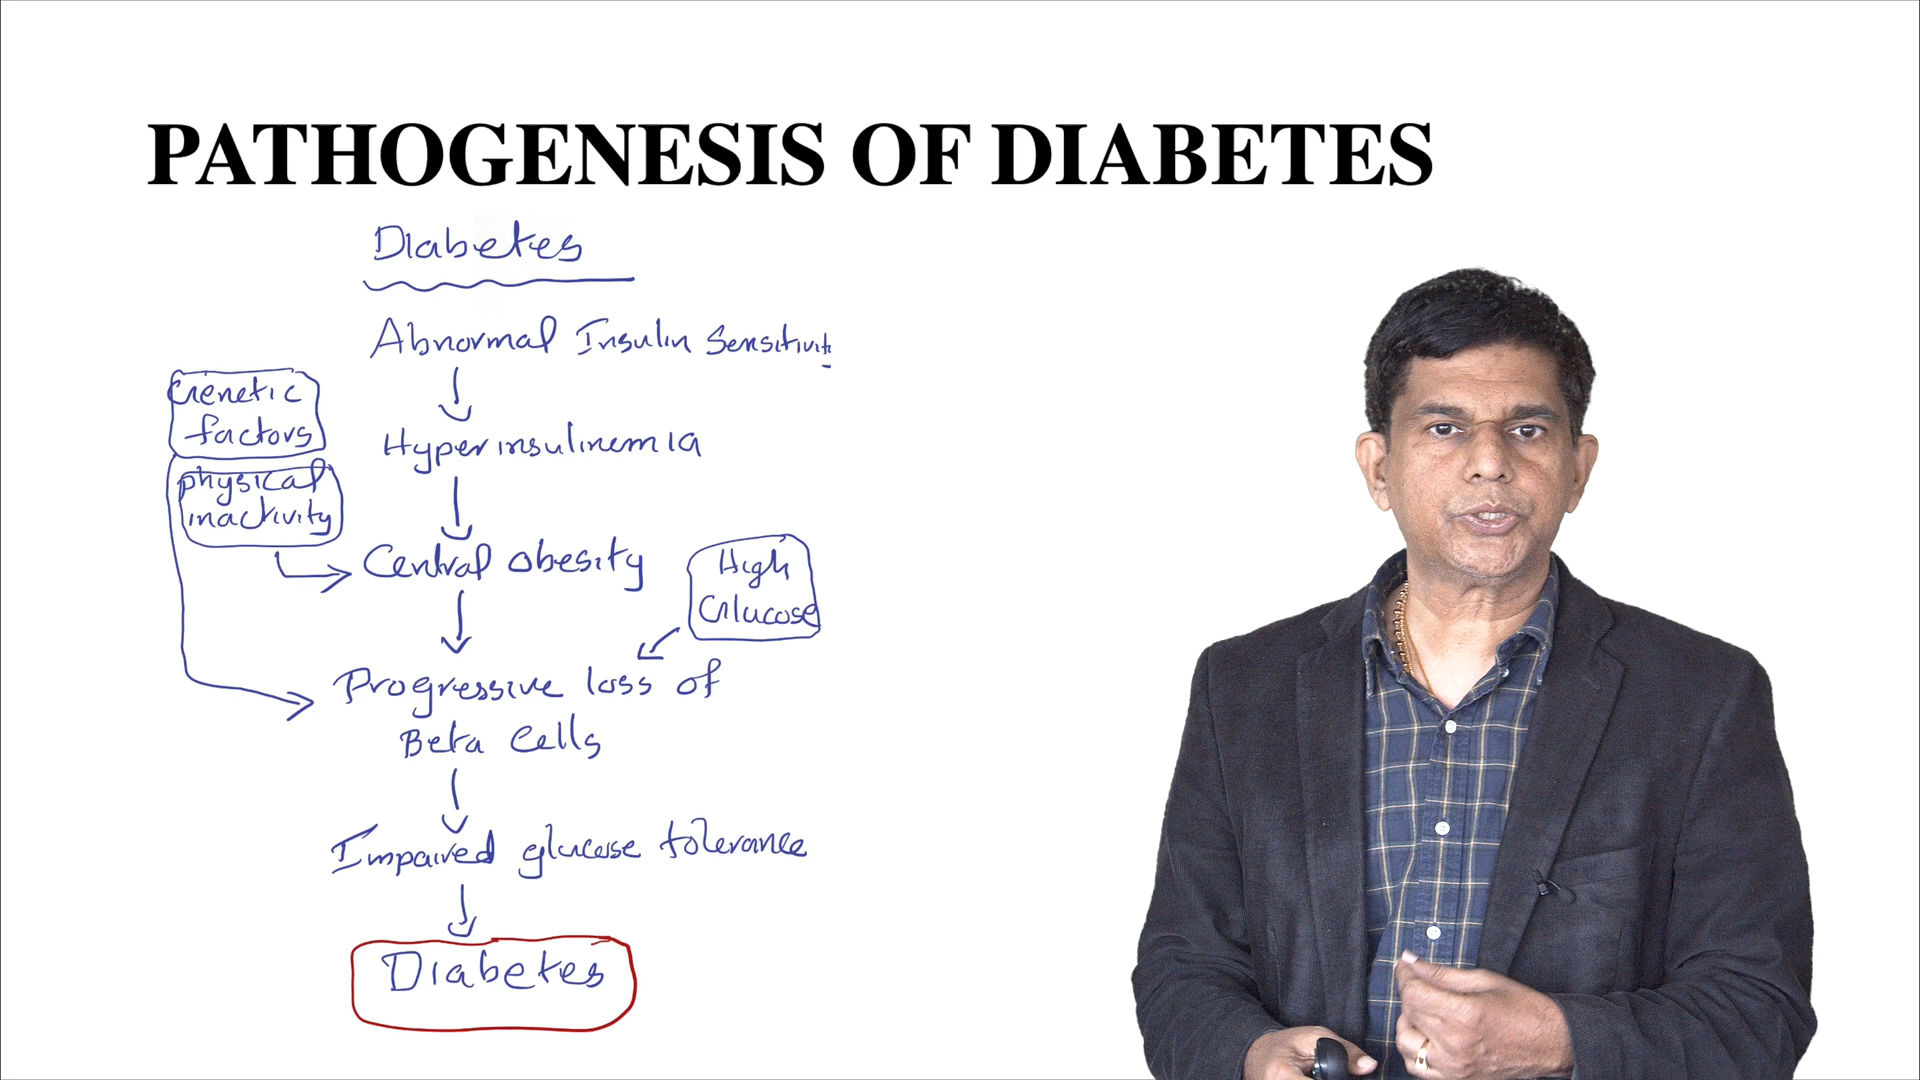 PATHOGENESIS OF DIABETES
Diabetes
Abnormal Insulin Sensitivit
Genetic
factors
Hyperinsulinemia
physical
inactivity
Central obesity
High
Glucose
Progressive loss of
Beta Cells
Impaired glucose tolerance
Diabetes